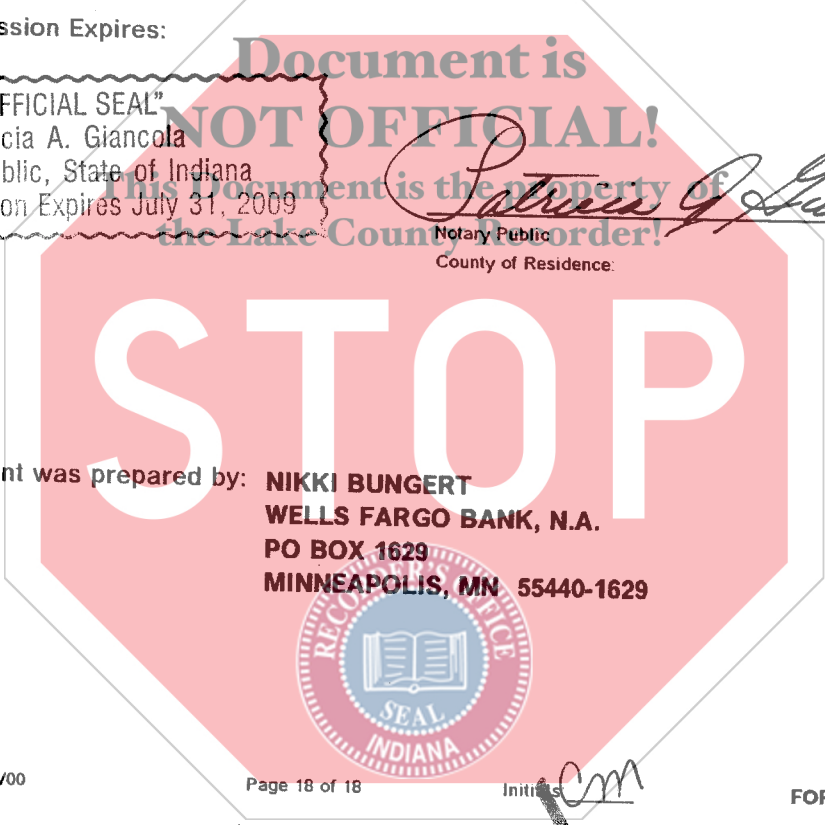 ssion Expires:
Document is
NOT OFFICIAL!
This Document is the property of
the Lake County Recorder!
FFICIAL SEAL"
cia A. Giancola
blic, State of Indiana
on Expires July 31, 2009
Patricia A. 
Notary Public
County of Residence:
STOP
nt was prepared by: NIKKI BUNGERT
WELLS FARGO BANK, N.A.
PO BOX 1629
MINNEAPOLIS, MN 55440-1629
RECORDER'S OFFICE
SEAL
INDIANA
/00
Page 18 of 18
Initials CM
FOR